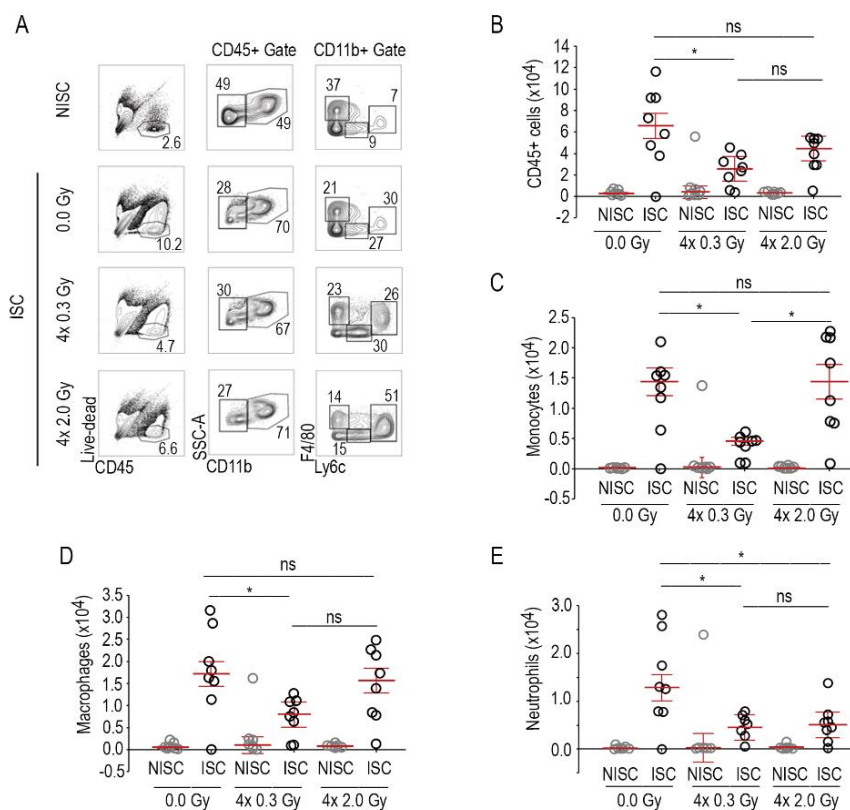 A
CD45+ Gate CD11b+ Gate
NISC
49
49
37
7
9
2.6
ISC
0.0 Gy
28
70
21
30
27
10.2
4x 0.3 Gy
30
67
23
26
30
4.7
4x 2.0 Gy
27
71
14
51
15
6.6
Live-dead
CD45
SSC-A
CD11b
F4/80
Ly6c
B
ns
*
ns
CD45+ cells (x10⁴)
14
12
10
8
6
4
2
0
-2
NISC ISC NISC ISC NISC ISC
0.0 Gy 4x 0.3 Gy 4x 2.0 Gy
C
ns
*
*
Monocytes (x10⁴)
2.5
2.0
1.5
1.0
0.5
0.0
-0.5
NISC ISC NISC ISC NISC ISC
0.0 Gy 4x 0.3 Gy 4x 2.0 Gy
D
ns
*
ns
Macrophages (x10⁴)
3.5
3.0
2.5
2.0
1.5
1.0
0.5
0.0
-0.5
NISC ISC NISC ISC NISC ISC
0.0 Gy 4x 0.3 Gy 4x 2.0 Gy
E
*
*
ns
Neutrophils (x10⁴)
3.0
2.0
1.0
0.0
NISC ISC NISC ISC NISC ISC
0.0 Gy 4x 0.3 Gy 4x 2.0 Gy